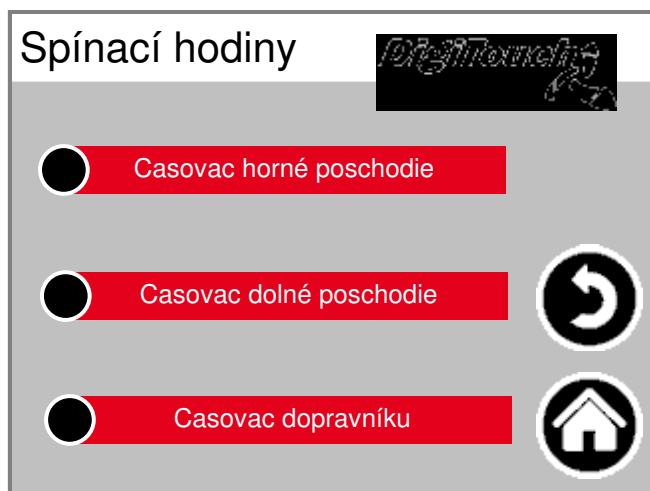 Spínací hodiny
DigiTouch
Casovac horné poschodie
Casovac dolné poschodie
Casovac dopravníku